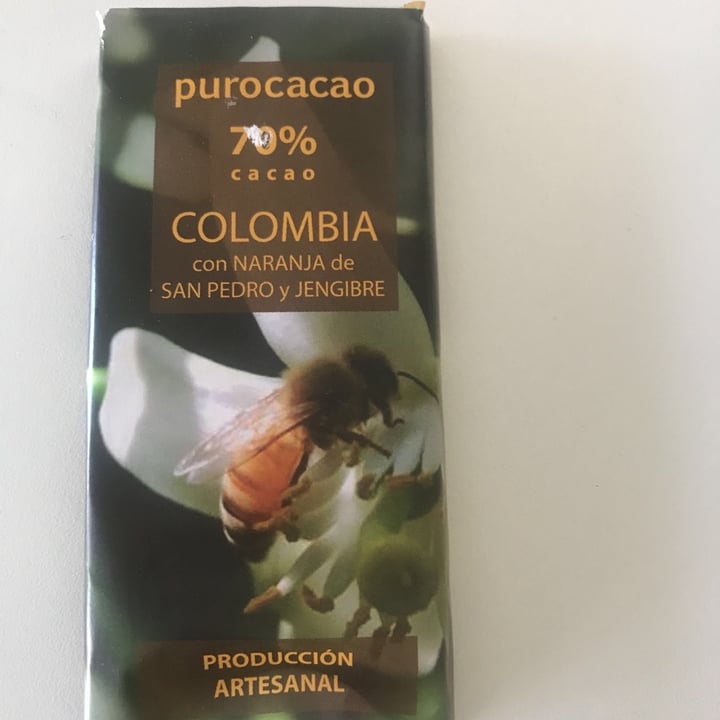 purocacao
70%
cacao
COLOMBIA
con NARANJA de
SAN PEDRO y JENGIBRE
PRODUCCIÓN
ARTESANAL